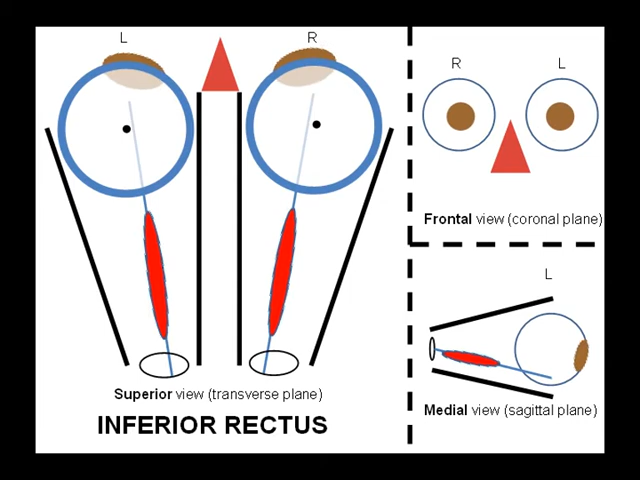 L
R
Superior view (transverse plane)
INFERIOR RECTUS
R
L
Frontal view (coronal plane)
L
Medial view (sagittal plane)